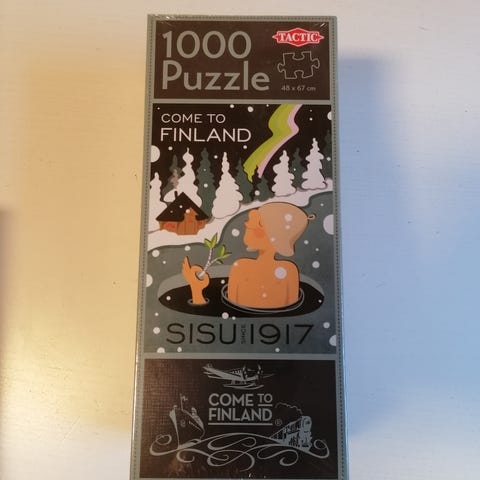 1000
Puzzle
TACTIC
48 x 67 cm
COME TO
FINLAND
SISU SINCE 1917
COME TO
FINLAND®